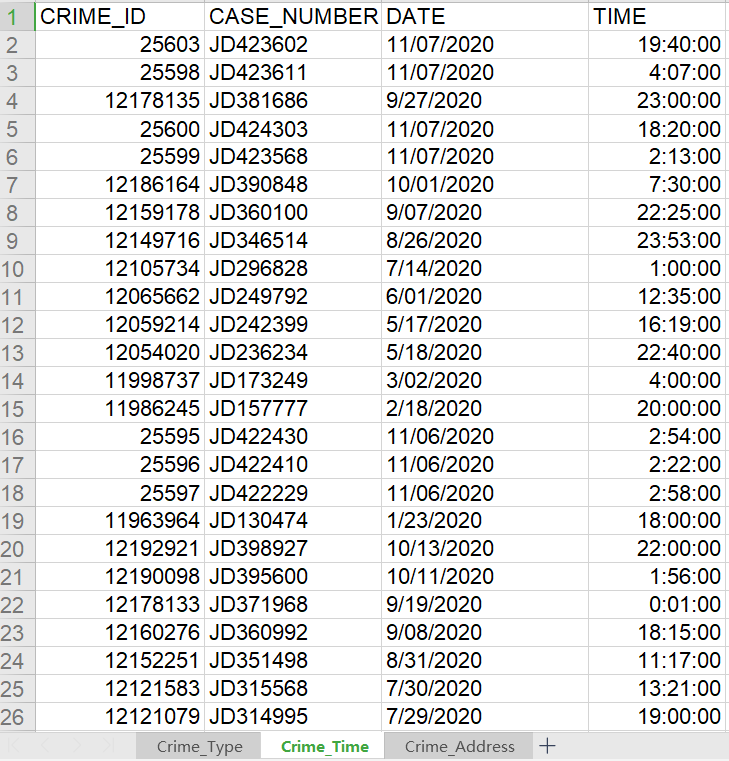 1 CRIME_ID CASE_NUMBER DATE TIME
2 25603 JD423602 11/07/2020 19:40:00
3 25598 JD423611 11/07/2020 4:07:00
4 12178135 JD381686 9/27/2020 23:00:00
5 25600 JD424303 11/07/2020 18:20:00
6 25599 JD423568 11/07/2020 2:13:00
7 12186164 JD390848 10/01/2020 7:30:00
8 12159178 JD360100 9/07/2020 22:25:00
9 12149716 JD346514 8/26/2020 23:53:00
10 12105734 JD296828 7/14/2020 1:00:00
11 12065662 JD249792 6/01/2020 12:35:00
12 12059214 JD242399 5/17/2020 16:19:00
13 12054020 JD236234 5/18/2020 22:40:00
14 11998737 JD173249 3/02/2020 4:00:00
15 11986245 JD157777 2/18/2020 20:00:00
16 25595 JD422430 11/06/2020 2:54:00
17 25596 JD422410 11/06/2020 2:22:00
18 25597 JD422229 11/06/2020 2:58:00
19 11963964 JD130474 1/23/2020 18:00:00
20 12192921 JD398927 10/13/2020 22:00:00
21 12190098 JD395600 10/11/2020 1:56:00
22 12178133 JD371968 9/19/2020 0:01:00
23 12160276 JD360992 9/08/2020 18:15:00
24 12152251 JD351498 8/31/2020 11:17:00
25 12121583 JD315568 7/30/2020 13:21:00
26 12121079 JD314995 7/29/2020 19:00:00
Crime_Type Crime_Time Crime_Address